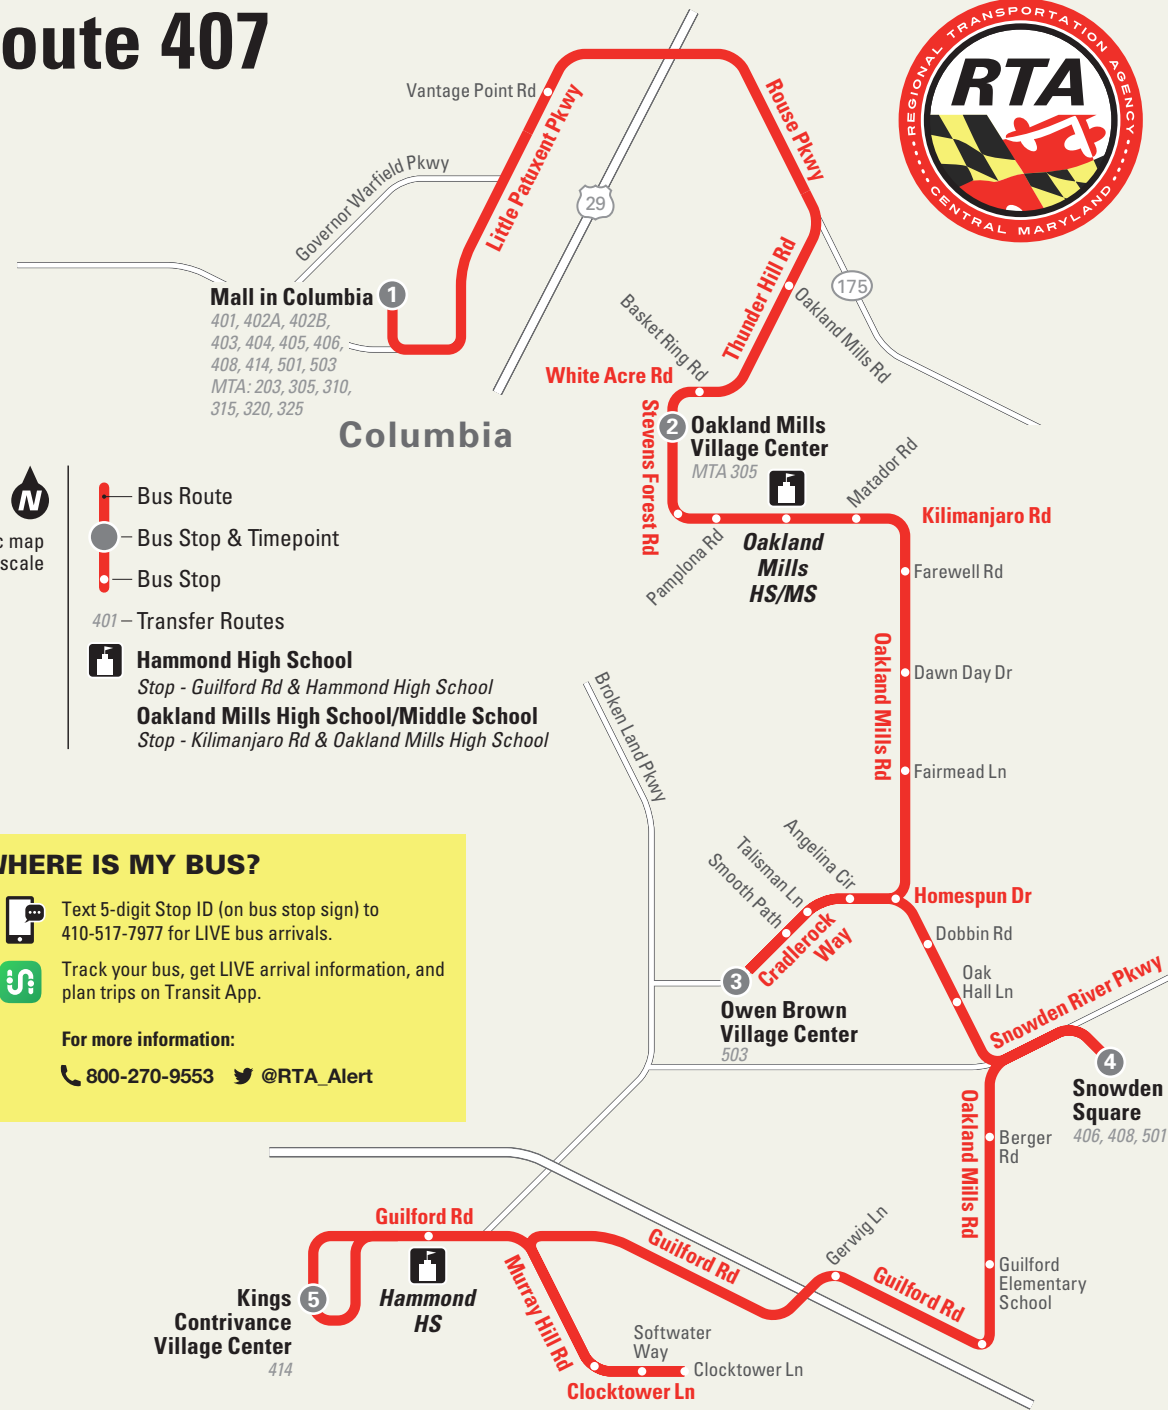 oute 407
REGIONAL TRANSPORTATION AGENCY
RTA
CENTRAL MARYLAND
Vantage Point Rd
Little Patuxent Pkwy
Rouse Pkwy
Governor Warfield Pkwy
29
Thunder Hill Rd
175
Oakland Mills Rd
Mall in Columbia
1
401, 402A, 402B,
403, 404, 405, 406,
408, 414, 501, 503
MTA: 203, 305, 310,
315, 320, 325
Basket Ring Rd
White Acre Rd
Columbia
Stevens Forest Rd
2
Oakland Mills
Village Center
MTA 305
Matador Rd
Kilimanjaro Rd
Pamplona Rd
Oakland
Mills
HS/MS
N
c map
scale
Bus Route
Bus Stop & Timepoint
Bus Stop
401
Transfer Routes
Hammond High School
Stop - Guilford Rd & Hammond High School
Oakland Mills High School/Middle School
Stop - Kilimanjaro Rd & Oakland Mills High School
Farewell Rd
Oakland Mills Rd
Dawn Day Dr
Fairmead Ln
Broken Land Pkwy
Angelina Cir
Talisman Ln
Smooth Path
Homespun Dr
Cradlerock
Way
Dobbin Rd
Oak
Hall Ln
3
Owen Brown
Village Center
503
Snowden River Pkwy
4
Snowden
Square
406, 408, 501
WHERE IS MY BUS?
Text 5-digit Stop ID (on bus stop sign) to
410-517-7977 for LIVE bus arrivals.
Track your bus, get LIVE arrival information, and
plan trips on Transit App.
For more information:
800-270-9553
@RTA_Alert
Oakland Mills Rd
Berger
Rd
Guilford
Elementary
School
Guilford Rd
Guilford Rd
Gerwig Ln
Guilford Rd
Kings
Contrivance
Village Center
5
414
Hammond
HS
Murray Hill Rd
Softwater
Way
Clocktower Ln
Clocktower Ln